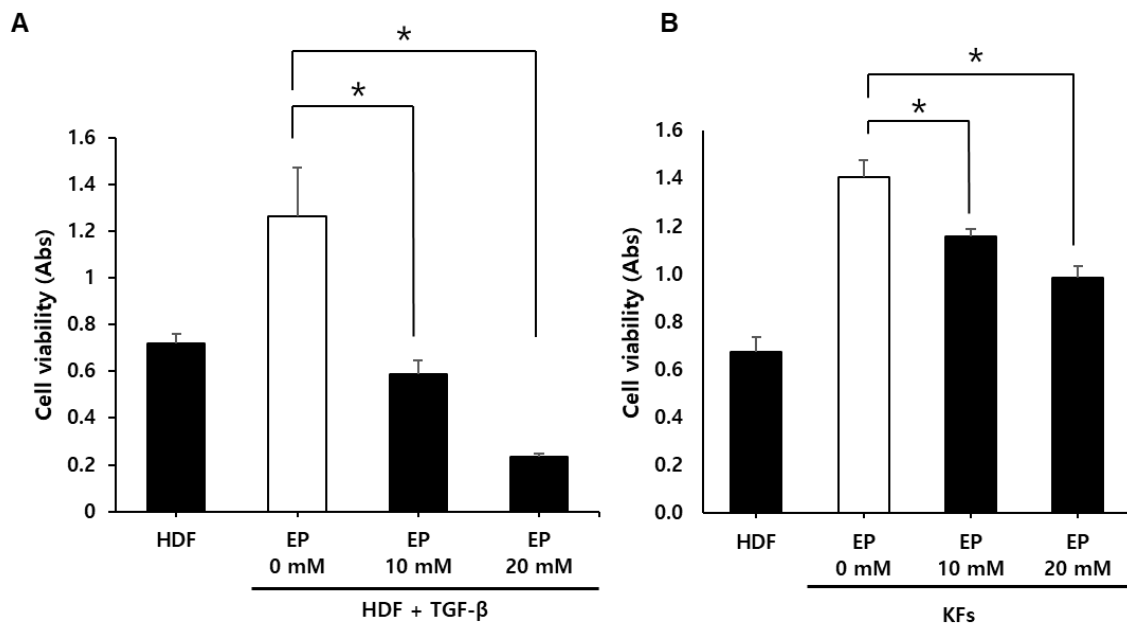 A
*
*
1.6
1.4
1.2
1
0.8
0.6
0.4
0.2
0
Cell viability (Abs)
HDF
EP
0 mM
EP
10 mM
EP
20 mM
HDF + TGF-β
B
*
*
1.6
1.4
1.2
1.0
0.8
0.6
0.4
0.2
0.0
Cell viability (Abs)
HDF
EP
0 mM
EP
10 mM
EP
20 mM
KFs